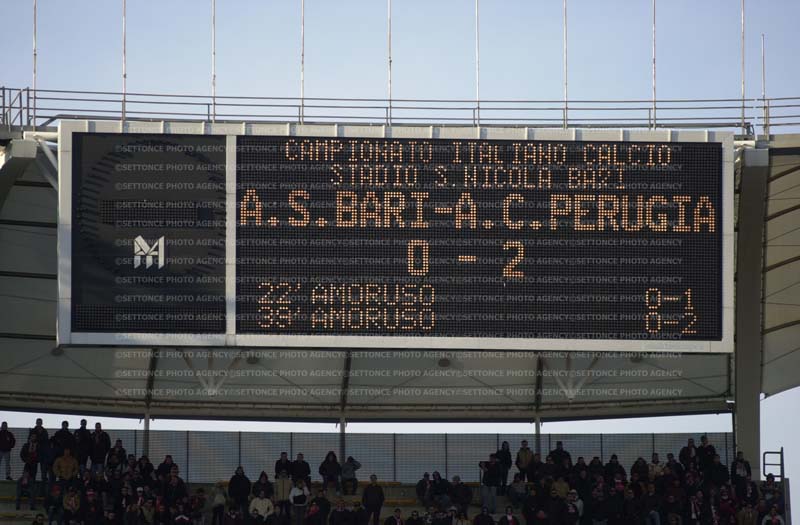 CAMPIONATO ITALIANO CALCIO
STADIO S.NICOLA BARI
A.S.BARI-A.C.PERUGIA
0 - 2
22' AMORUSO 0-1
38' AMORUSO 0-2
©SETTONCE PHOTO AGENCY